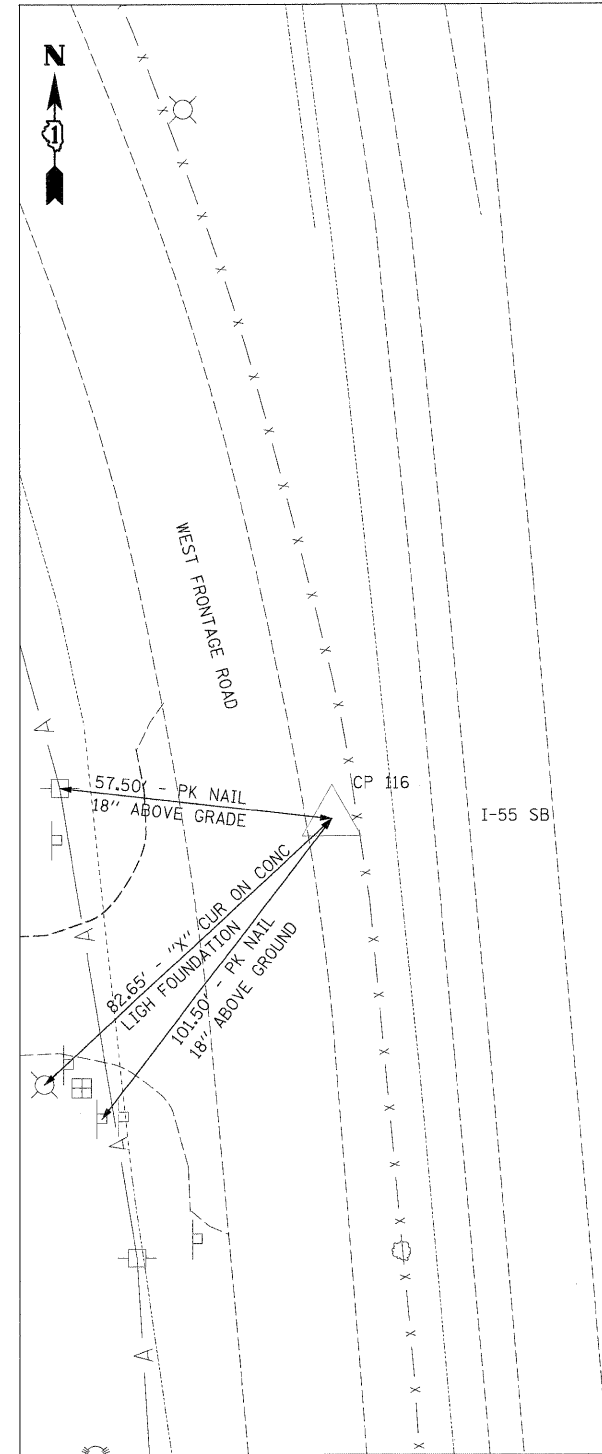 N
1
WEST FRONTAGE ROAD
57.50' - PK NAIL
18" ABOVE GRADE
CP 116
I-55 SB
82.65' - "X" CUR ON CONC
LIGH FOUNDATION
101.50' - PK NAIL
18" ABOVE GROUND
A
A
A
A